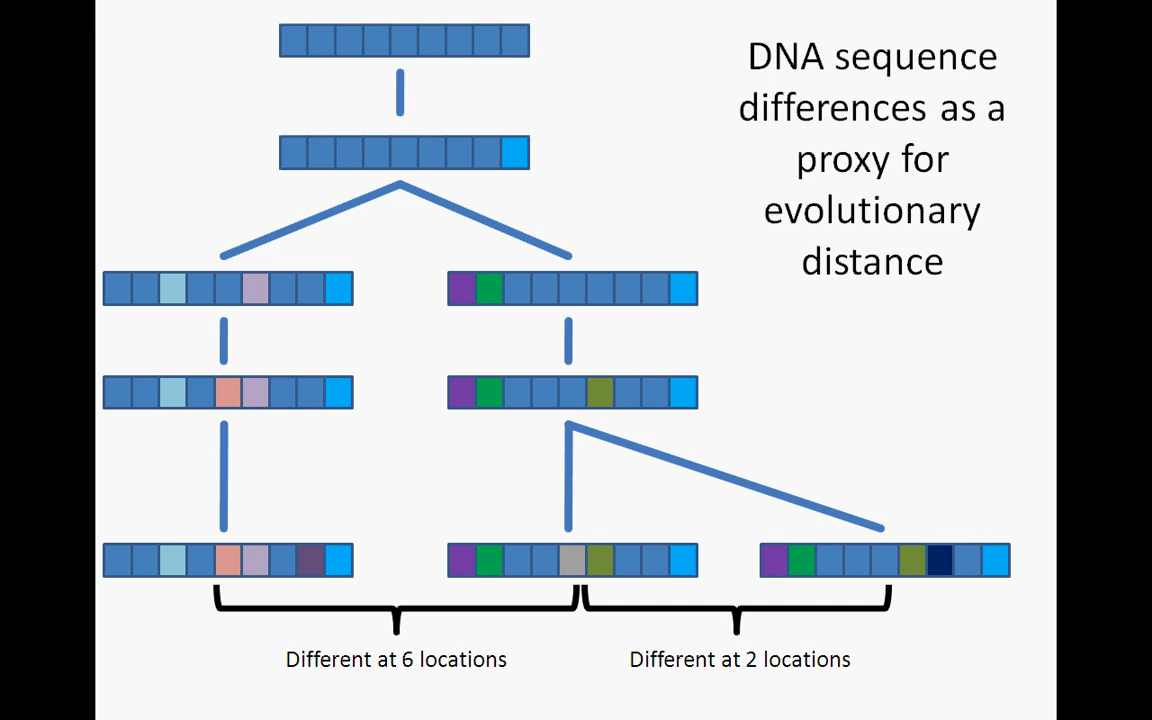 DNA sequence
differences as a
proxy for
evolutionary
distance
Different at 6 locations
Different at 2 locations